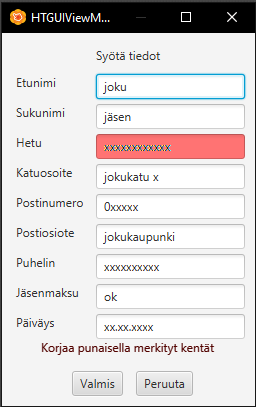 HTGUIViewM...
Syötä tiedot
Etunimi joku
Sukunimi jäsen
Hetu xxxxxxxxxxxx
Katuosoite jokukatu x
Postinumero 0xxxxx
Postiosiote jokukaupunki
Puhelin xxxxxxxxxx
Jäsenmaksu ok
Päiväys xx.xx.xxxx
Korjaa punaisella merkityt kentät
Valmis Peruuta